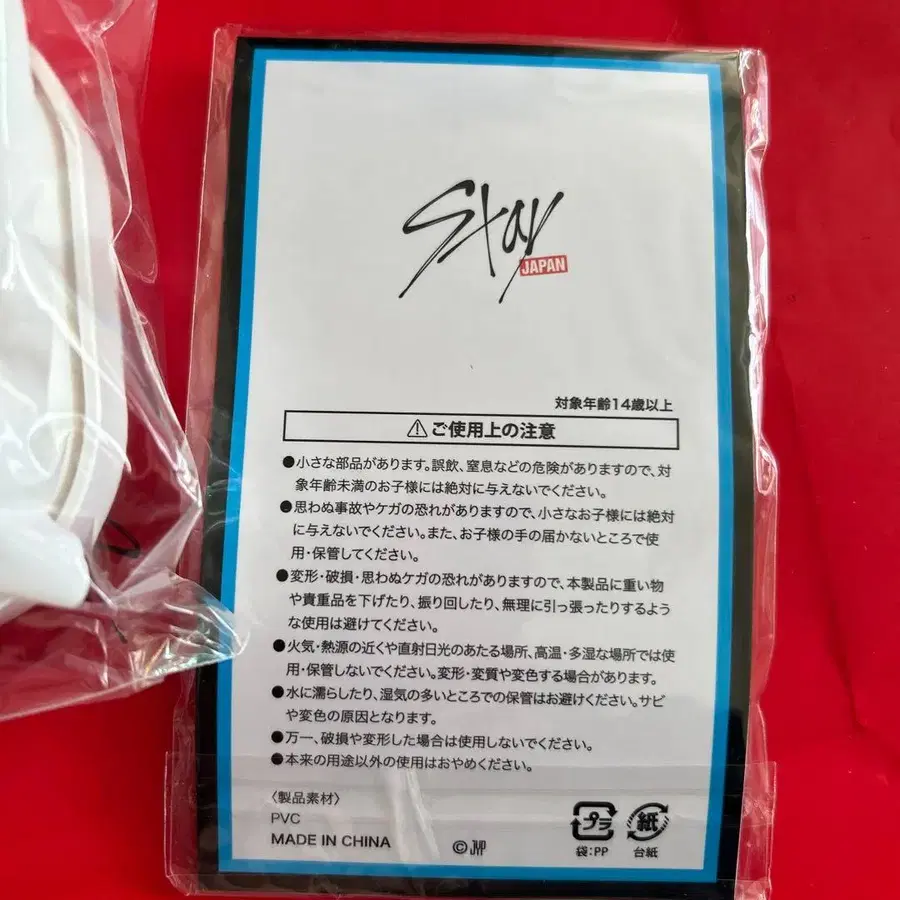 Stay
JAPAN
対象年齢14歳以上
⚠ご使用上の注意
●小さな部品があります。誤飲、窒息などの危険がありますので、対
象年齢未満のお子様には絶対に与えないでください。
●思わぬ事故やケガの恐れがありますので、小さなお子様には絶対
に与えないでください。また、お子様の手の届かないところで使
用・保管してください。
●変形・破損・思わぬケガの恐れがありますので、本製品に重い物
や貴重品を下げたり、振り回したり、無理に引っ張ったりするよう
な使用は避けてください。
●火気・熱源の近くや直射日光のあたる場所、高温・多湿な場所では使
用・保管しないでください。変形・変質や変色する場合があります。
●水に濡らしたり、湿気の多いところでの保管はお避けください。サビ
や変色の原因となります。
●万一、破損や変形した場合は使用しないでください。
●本来の用途以外の使用はおやめください。
〈製品素材〉
PVC
MADE IN CHINA
© JYP
プラ
袋:PP
紙
台紙